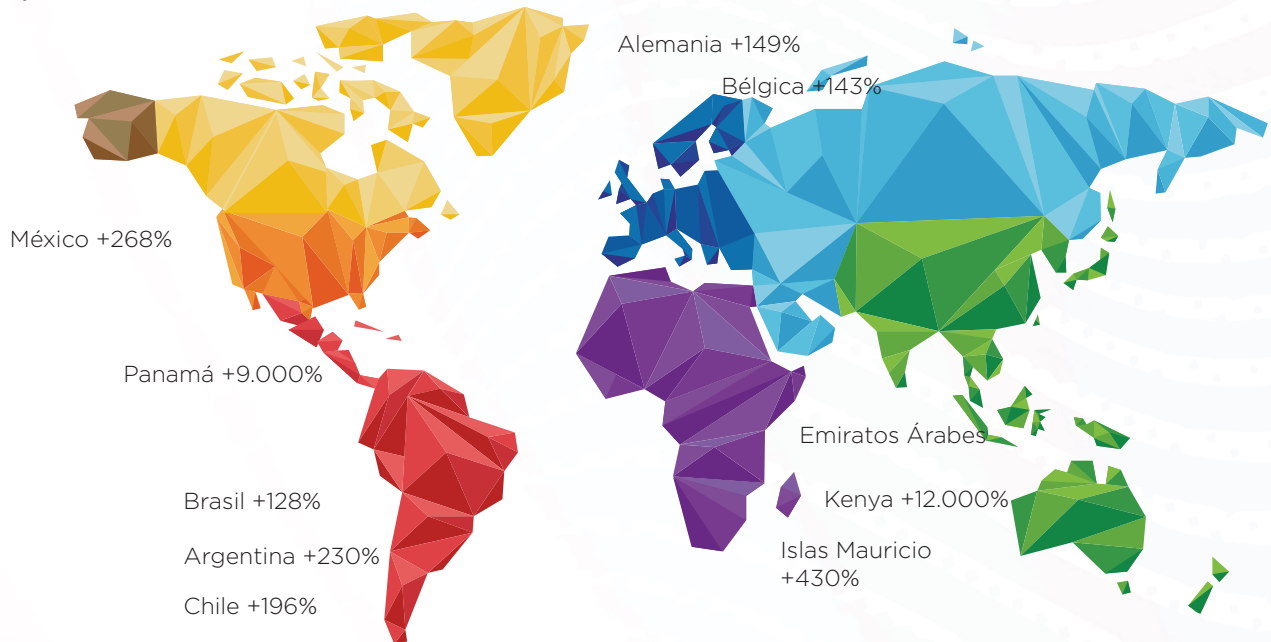 Alemania +149%
Bélgica +143%
México +268%
Panamá +9.000%
Emiratos Árabes
Brasil +128%
Kenya +12.000%
Argentina +230%
Islas Mauricio
+430%
Chile +196%